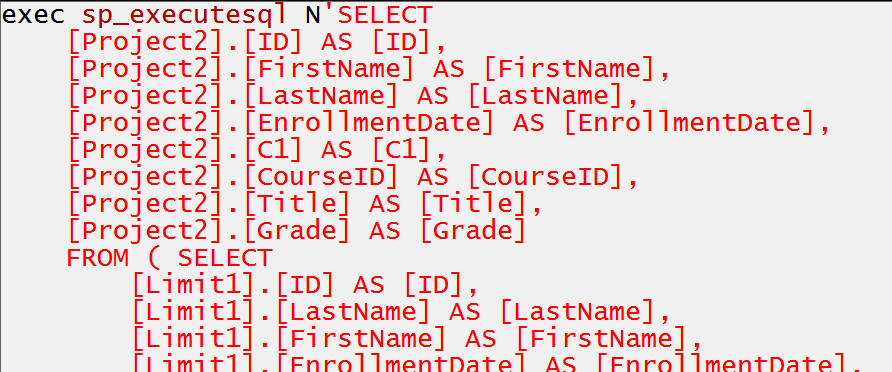 exec sp_executesql N'SELECT
[Project2].[ID] AS [ID],
[Project2].[FirstName] AS [FirstName],
[Project2].[LastName] AS [LastName],
[Project2].[EnrollmentDate] AS [EnrollmentDate],
[Project2].[C1] AS [C1],
[Project2].[CourseID] AS [CourseID],
[Project2].[Title] AS [Title],
[Project2].[Grade] AS [Grade]
FROM ( SELECT
[Limit1].[ID] AS [ID],
[Limit1].[LastName] AS [LastName],
[Limit1].[FirstName] AS [FirstName],
[Limit1].[EnrollmentDate] AS [EnrollmentDate],